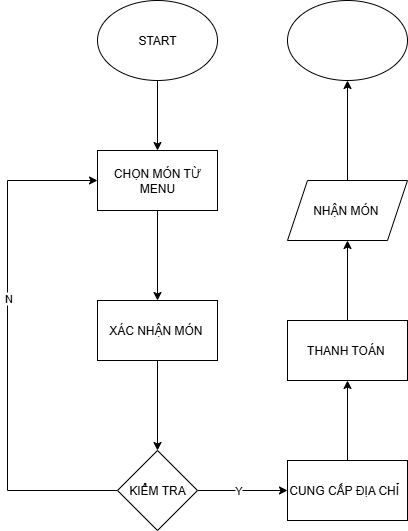 START
CHỌN MÓN TỪ
MENU
N
XÁC NHẬN MÓN
KIỂM TRA
Y
CUNG CẤP ĐỊA CHỈ
THANH TOÁN
NHẬN MÓN